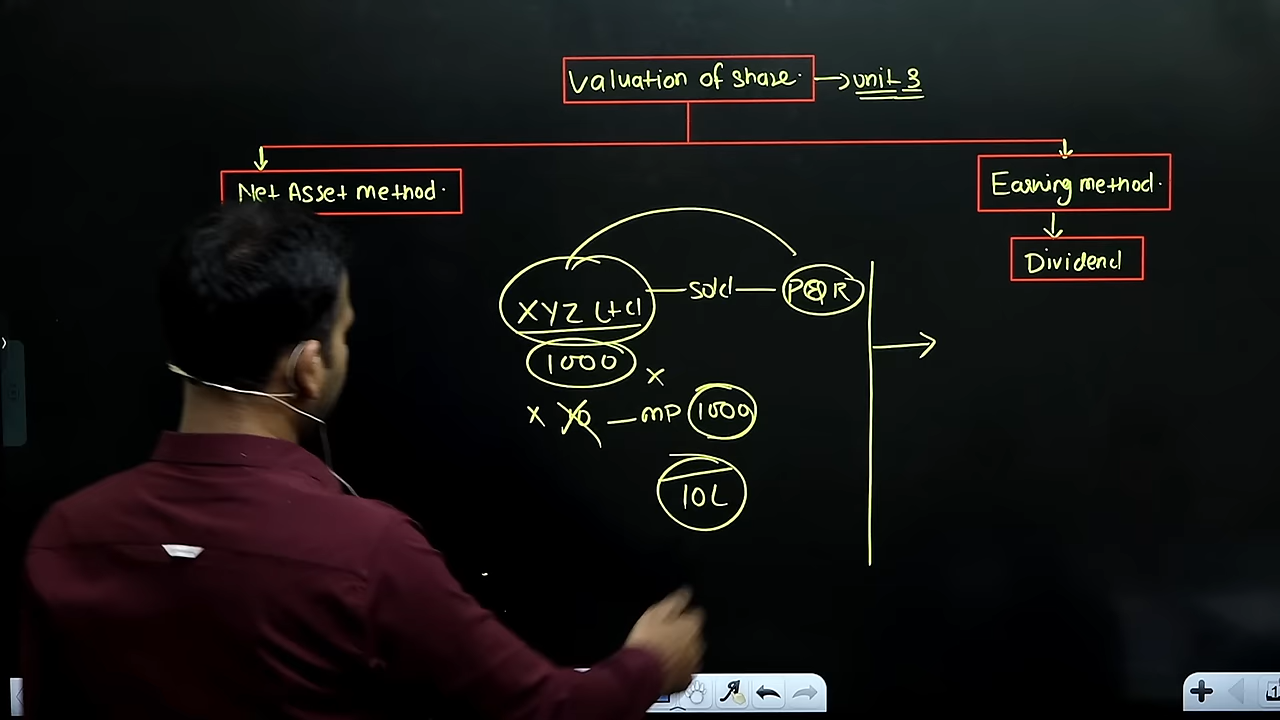 Valuation of share.
unit 3
Net Asset method.
Earning method.
Dividend
XYZ Ltd
sold
PQR
1000
x
x 10 — MP 1000
10L